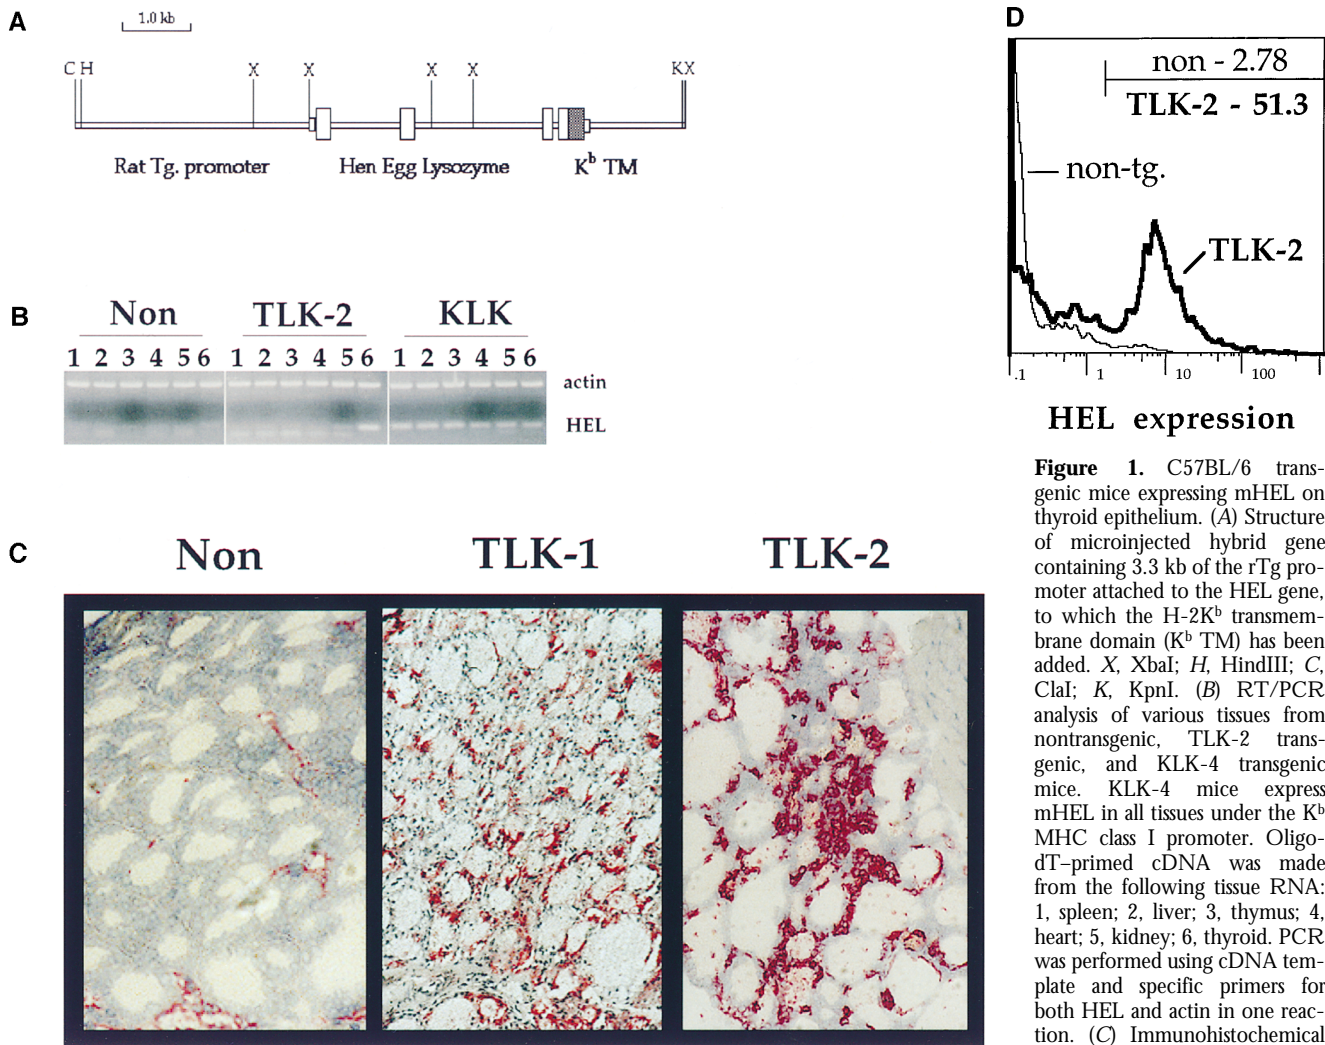 A
1.0 kb
C H X X X X KX
Rat Tg. promoter Hen Egg Lysozyme K^b TM
B
Non TLK-2 KLK
1 2 3 4 5 6 1 2 3 4 5 6 1 2 3 4 5 6
actin
HEL
C
Non TLK-1 TLK-2
D
non - 2.78
TLK-2 - 51.3
non-tg.
TLK-2
.1 1 10 100
HEL expression
Figure 1. C57BL/6 trans-
genic mice expressing mHEL on
thyroid epithelium. (A) Structure
of microinjected hybrid gene
containing 3.3 kb of the rTg pro-
moter attached to the HEL gene,
to which the H-2K^b transmem-
brane domain (K^b TM) has been
added. X, XbaI; H, HindIII; C,
ClaI; K, KpnI. (B) RT/PCR
analysis of various tissues from
nontransgenic, TLK-2 trans-
genic, and KLK-4 transgenic
mice. KLK-4 mice express
mHEL in all tissues under the K^b
MHC class I promoter. Oligo-
dT–primed cDNA was made
from the following tissue RNA:
1, spleen; 2, liver; 3, thymus; 4,
heart; 5, kidney; 6, thyroid. PCR
was performed using cDNA tem-
plate and specific primers for
both HEL and actin in one reac-
tion. (C) Immunohistochemical